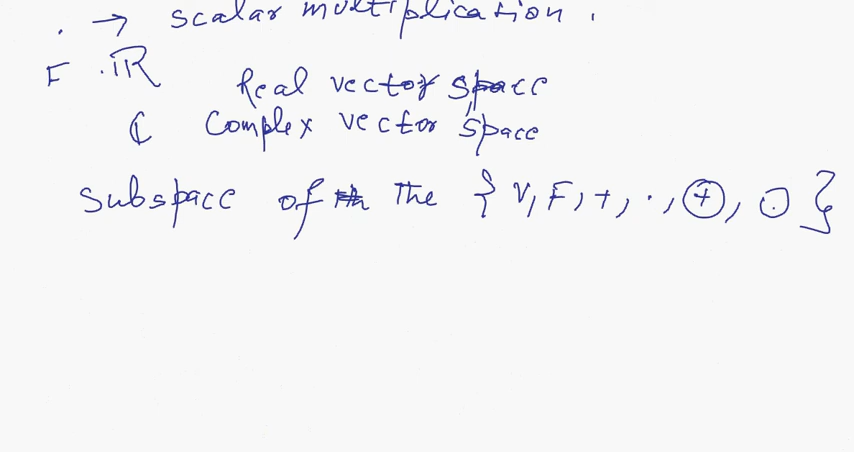 . → scalar multiplication .
F . ℝ Real vector space
ℂ Complex vector space
Subspace of the { V, F, +, ·, ⊕, ⊙ }